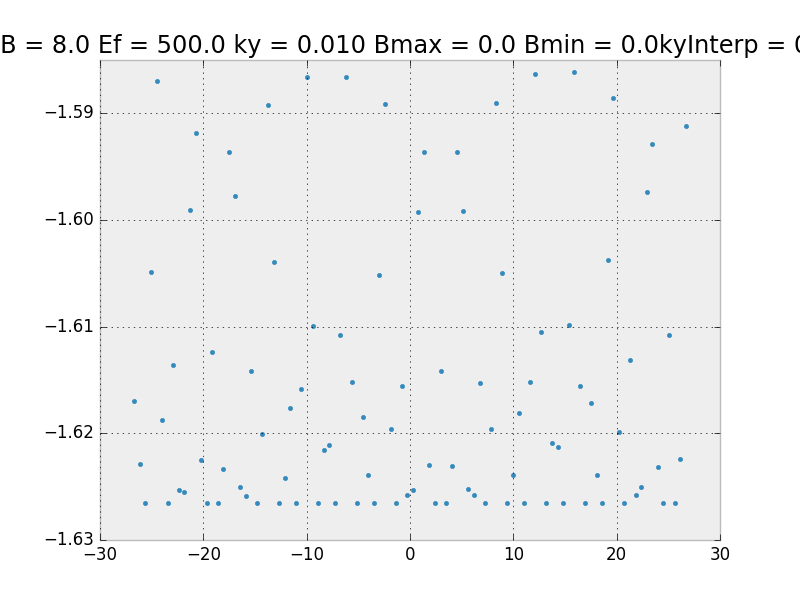 B = 8.0 Ef = 500.0 ky = 0.010 Bmax = 0.0 Bmin = 0.0kyInterp = 0
−1.59
−1.60
−1.61
−1.62
−1.63
−30 −20 −10 0 10 20 30